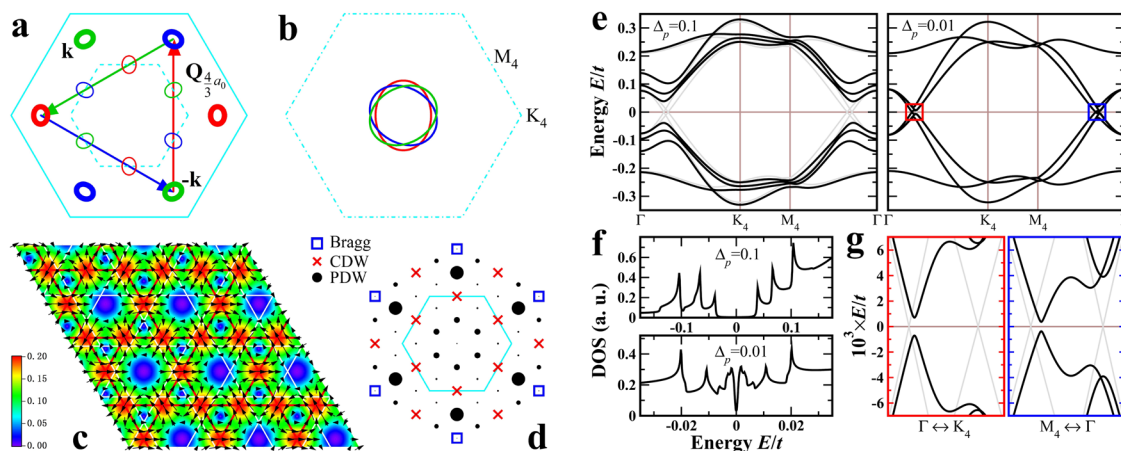 a
k
Q 4/3 a₀
-k
b
M₄
K₄
c
0.20
0.15
0.10
0.05
0.00
Bragg
CDW
PDW
d
e
Energy E/t
0.3
0.2
0.1
0
-0.1
-0.2
-0.3
Δp=0.1
Δp=0.01
Γ K₄ M₄ Γ Γ K₄ M₄ Γ
f
DOS (a. u.)
Δp=0.1
0.6
0.4
0.2
0
-0.1 0 0.1
Δp=0.01
0.4
0.2
0
-0.02 0 0.02
Energy E/t
g
10³×E/t
6
4
2
0
-2
-4
-6
Γ↔K₄
M₄↔Γ